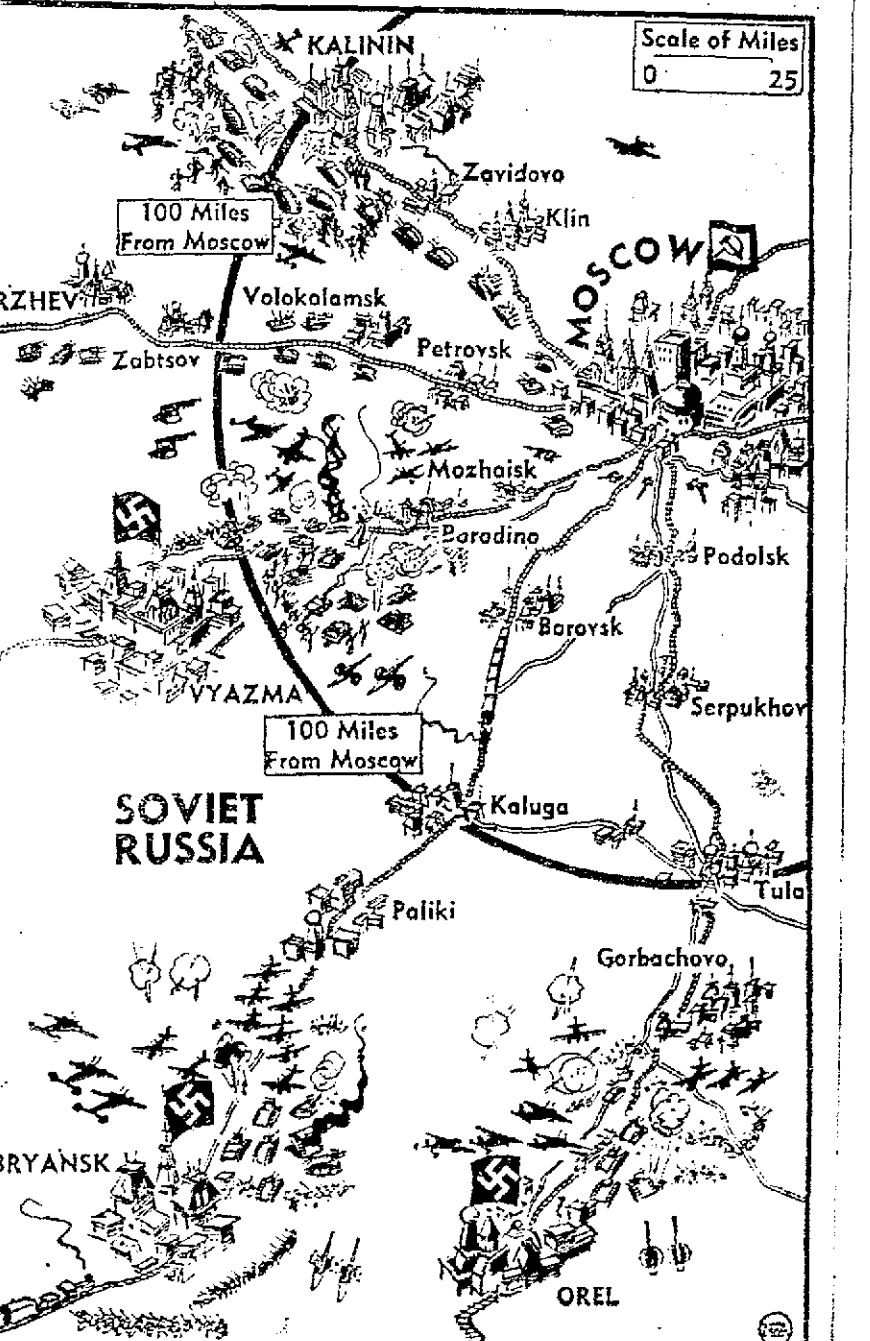 KALININ
Scale of Miles
0 25
Zavidovo
100 Miles
From Moscow
Klin
MOSCOW
RZHEV
Volokolamsk
Zabtsov
Petrovsk
Mozhaisk
Borodino
Podolsk
Borovsk
VYAZMA
Serpukhov
100 Miles
From Moscow
SOVIET
RUSSIA
Kaluga
Tula
Paliki
Gorbachovo
BRYANSK
OREL